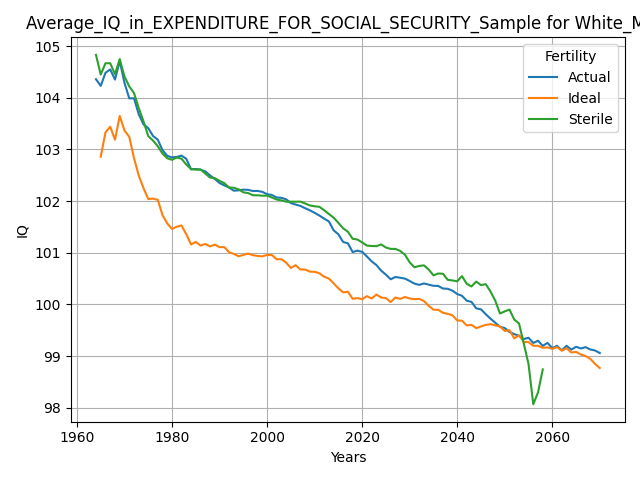 Average_IQ_in_EXPENDITURE_FOR_SOCIAL_SECURITY_Sample for White_M
105
104
103
102
101
100
99
98
IQ
1960
1980
2000
2020
2040
2060
Years
Fertility
Actual
Ideal
Sterile